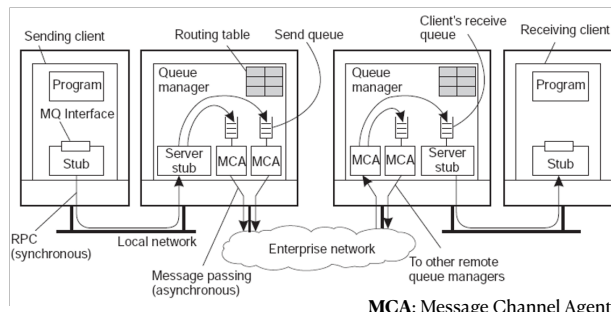 Sending client
Routing table
Send queue
Client's receive
queue
Receiving client
Program
MQ Interface
Stub
Queue
manager
Server
stub
MCA
MCA
Queue
manager
MCA
MCA
Server
stub
Program
Stub
RPC
(synchronous)
Local network
Message passing
(asynchronous)
Enterprise network
To other remote
queue managers
MCA: Message Channel Agent